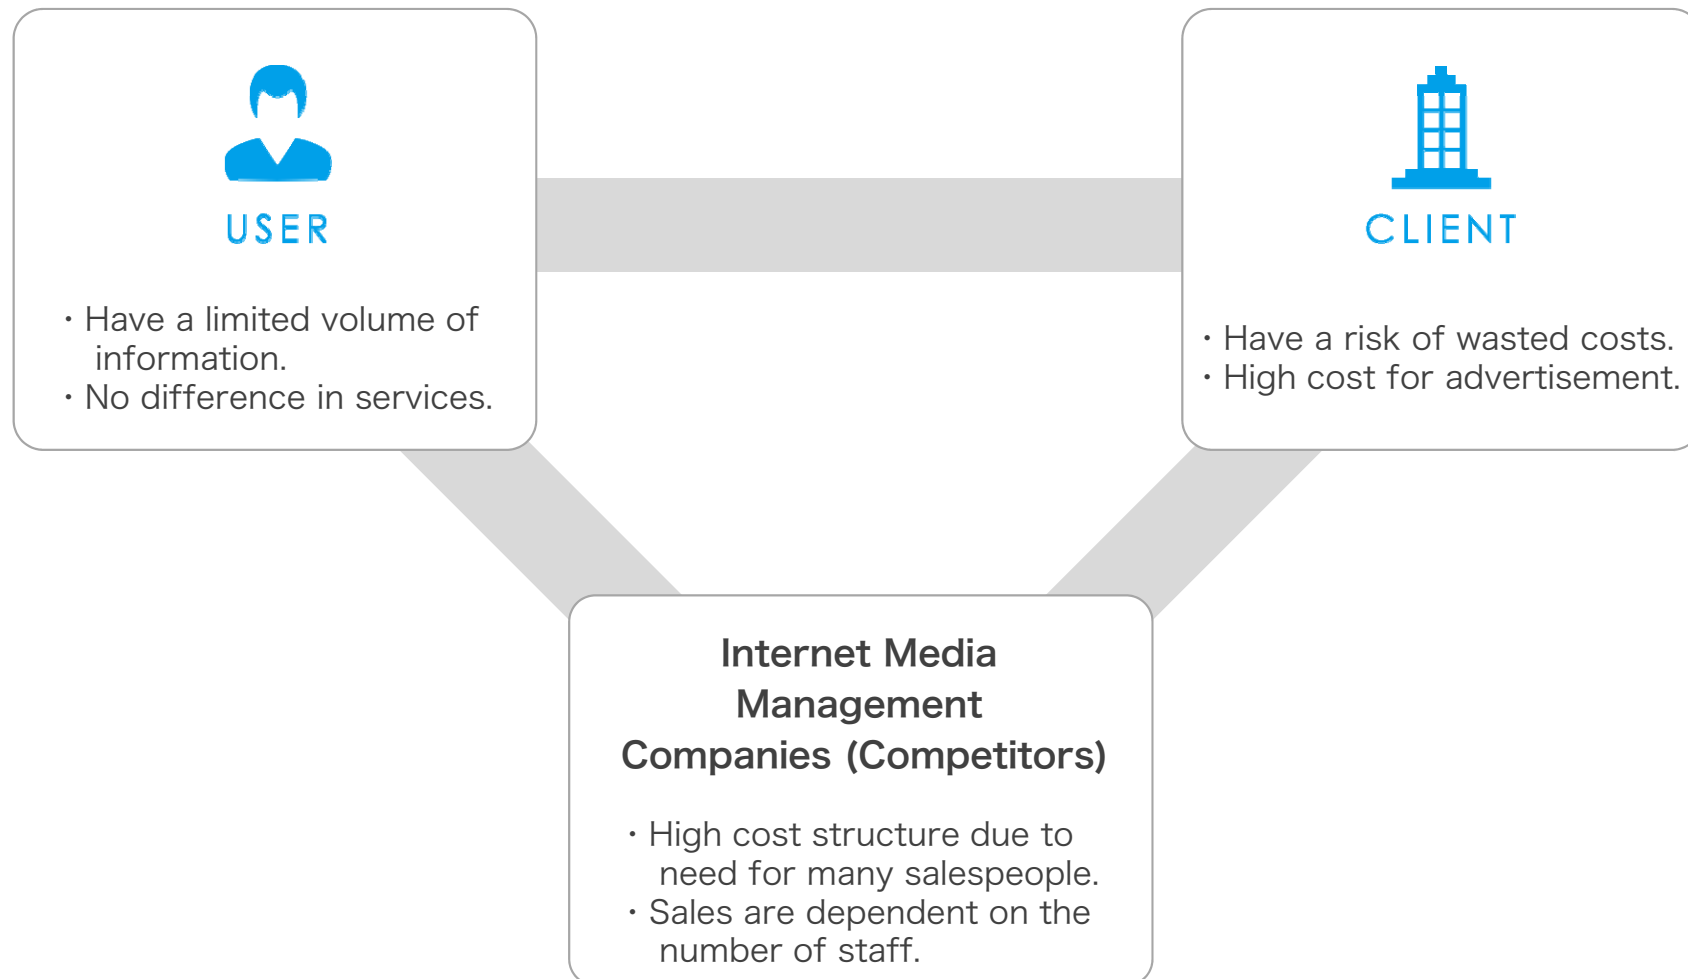 USER
・Have a limited volume of
information.
・No difference in services.
CLIENT
・Have a risk of wasted costs.
・High cost for advertisement.
Internet Media
Management
Companies (Competitors)
・High cost structure due to
need for many salespeople.
・Sales are dependent on the
number of staff.